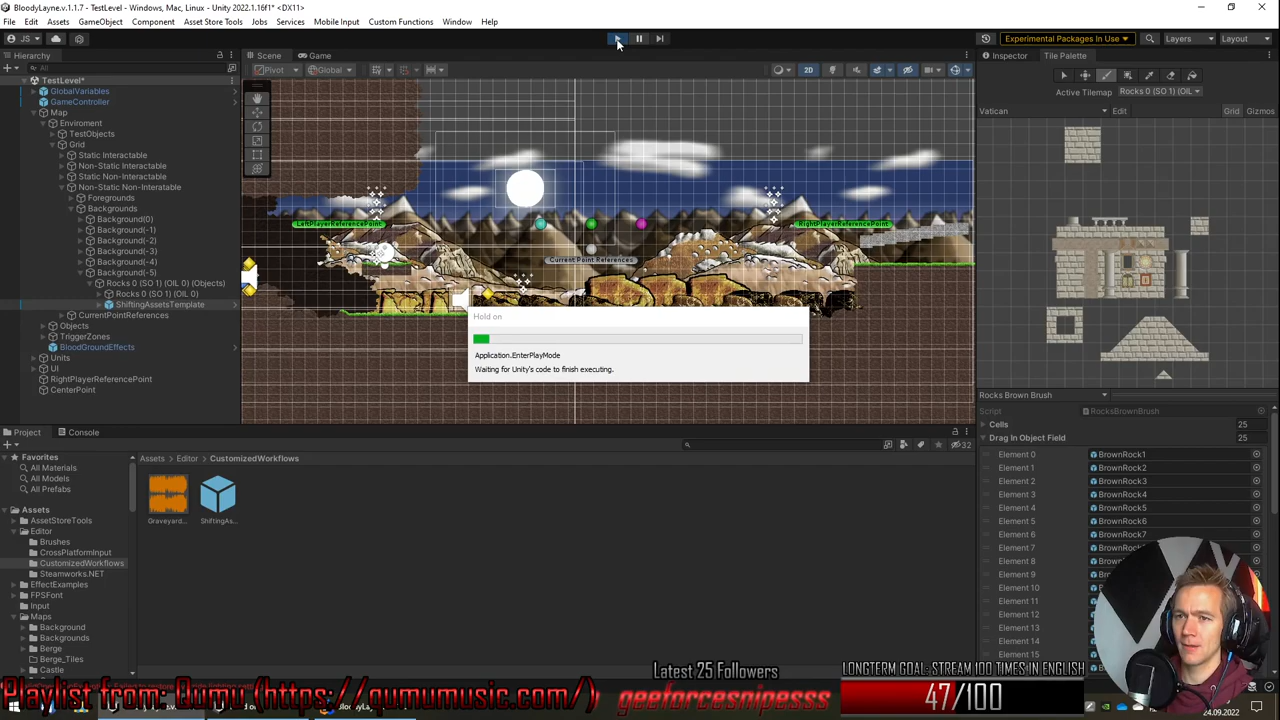 BloodyLayne v.1.1.7 - TestLevel - Windows, Mac, Linux - Unity 2022.1.16f1* <DX11>
File Edit Assets GameObject Component Asset Store Tools Jobs Services Mobile Input Custom Functions Window Help
JS Experimental Packages In Use Layers Layout
Hierarchy Scene Game Inspector Tile Palette
All Pivot Global 2D
TestLevel*
Active Tilemap Rocks 0 (SO 1) (OIL
GlobalVariables
GameController
Vatican Edit Grid Gizmos
Map
Enviroment
TestObjects
Grid
Static Interactable
Non-Static Interactable
Static Non-Interactable
Non-Static Non-Interatable
Foregrounds
Backgrounds
Background(0)
Background(-1)
Background(-2)
Background(-3)
Background(-4)
Background(-5)
Rocks 0 (SO 1) (OIL 0) (Objects)
Rocks 0 (SO 1) (OIL 0)
ShiftingAssetsTemplate
CurrentPointReferences
Objects
TriggerZones
BloodGroundEffects
Units
UI
RightPlayerReferencePoint
CenterPoint
LeftPlayerReferencePoint
RightPlayerReferencePoint
Current Point References
Hold on
Application.EnterPlayMode
Waiting for Unity's code to finish executing.
Rocks Brown Brush
Script RocksBrownBrush
Cells 25
Drag In Object Field 25
Element 0 BrownRock1
Element 1 BrownRock2
Element 2 BrownRock3
Element 3 BrownRock4
Element 4 BrownRock5
Element 5 BrownRock6
Element 6 BrownRock7
Element 7
Element 8
Element 9
Element 10
Element 11
Element 12
Element 13
Element 14
Element 15
Project Console
32
Favorites
All Materials
All Models
All Prefabs
Assets
AssetStoreTools
Editor
Brushes
CrossPlatformInput
CustomizedWorkflows
Steamworks.NET
EffectExamples
FPSFont
Input
Maps
Background
Backgrounds
Berge
Berge_Tiles
Castle
Assets Editor CustomizedWorkflows
Graveyard...
ShiftingAs...
Playlist from: Qumu (https://qumumusic.com/)
Latest 25 Followers
geeforcesnipesss
LONGTERM GOAL: STREAM 100 TIMES IN ENGLISH
47/100
24.09.2022